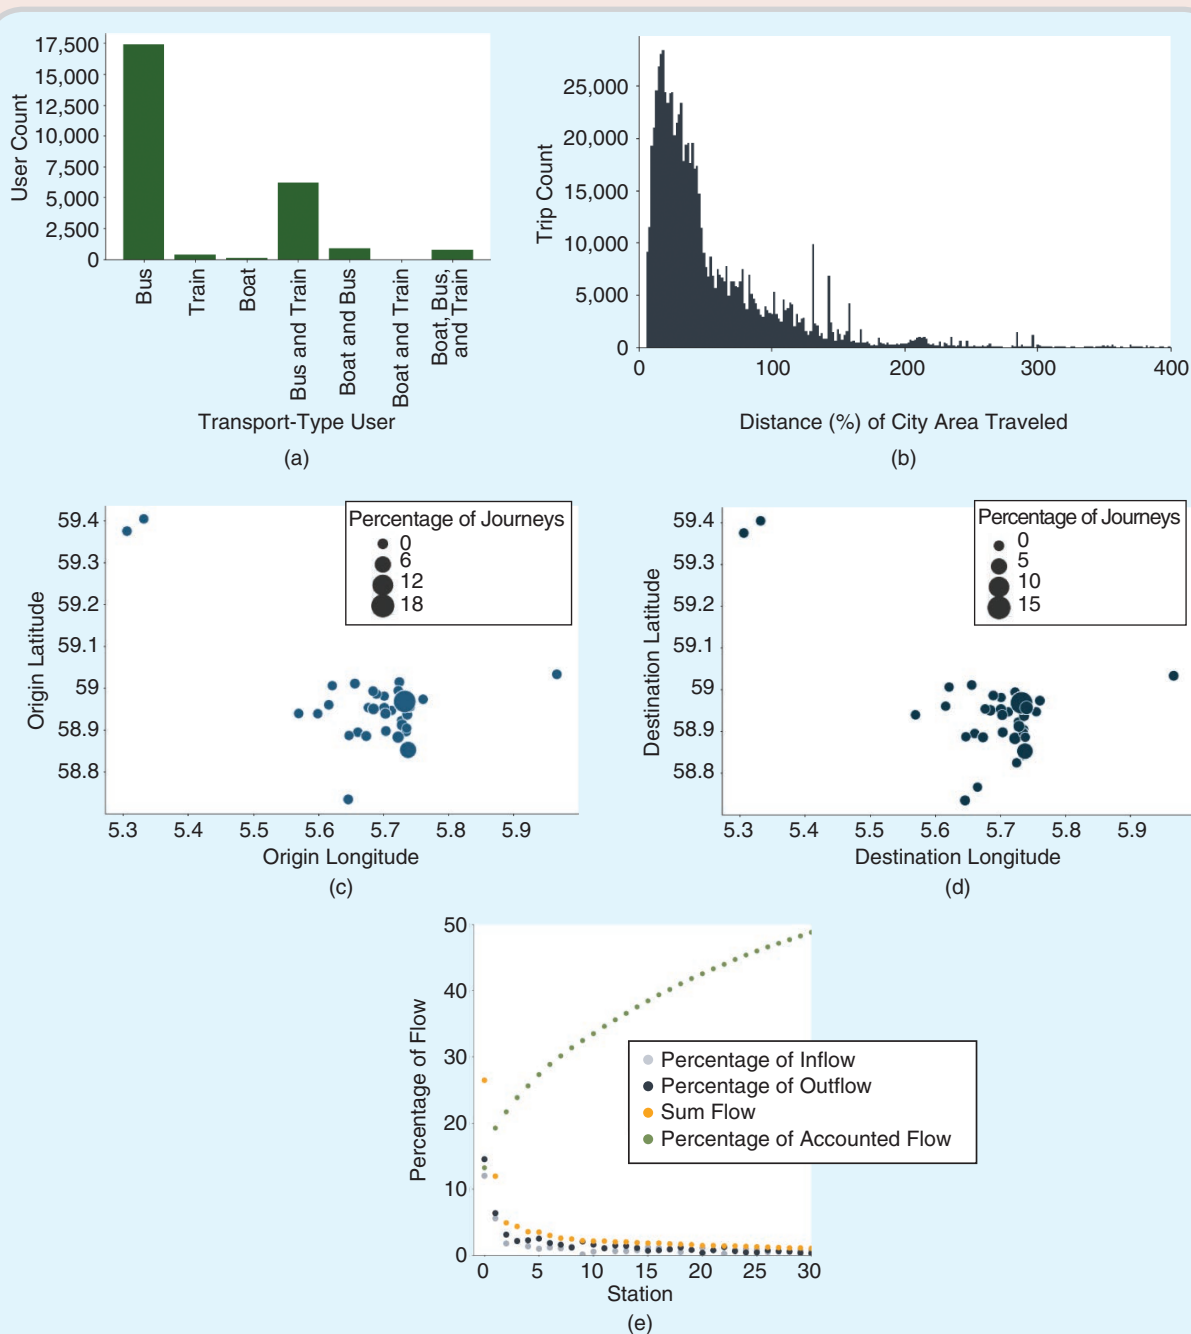 17,500
15,000
12,500
10,000
7,500
5,000
2,500
0
User Count
Bus
Train
Boat
Bus and Train
Boat and Bus
Boat and Train
Boat, Bus,
and Train
Transport-Type User
(a)
25,000
20,000
15,000
10,000
5,000
0
Trip Count
0 100 200 300 400
Distance (%) of City Area Traveled
(b)
59.4
59.3
59.2
59.1
59
58.9
58.8
Origin Latitude
Percentage of Journeys
0
6
12
18
5.3 5.4 5.5 5.6 5.7 5.8 5.9
Origin Longitude
(c)
59.4
59.3
59.2
59.1
59
58.9
58.8
Destination Latitude
Percentage of Journeys
0
5
10
15
5.3 5.4 5.5 5.6 5.7 5.8 5.9
Destination Longitude
(d)
50
40
30
20
10
0
Percentage of Flow
Percentage of Inflow
Percentage of Outflow
Sum Flow
Percentage of Accounted Flow
0 5 10 15 20 25 30
Station
(e)